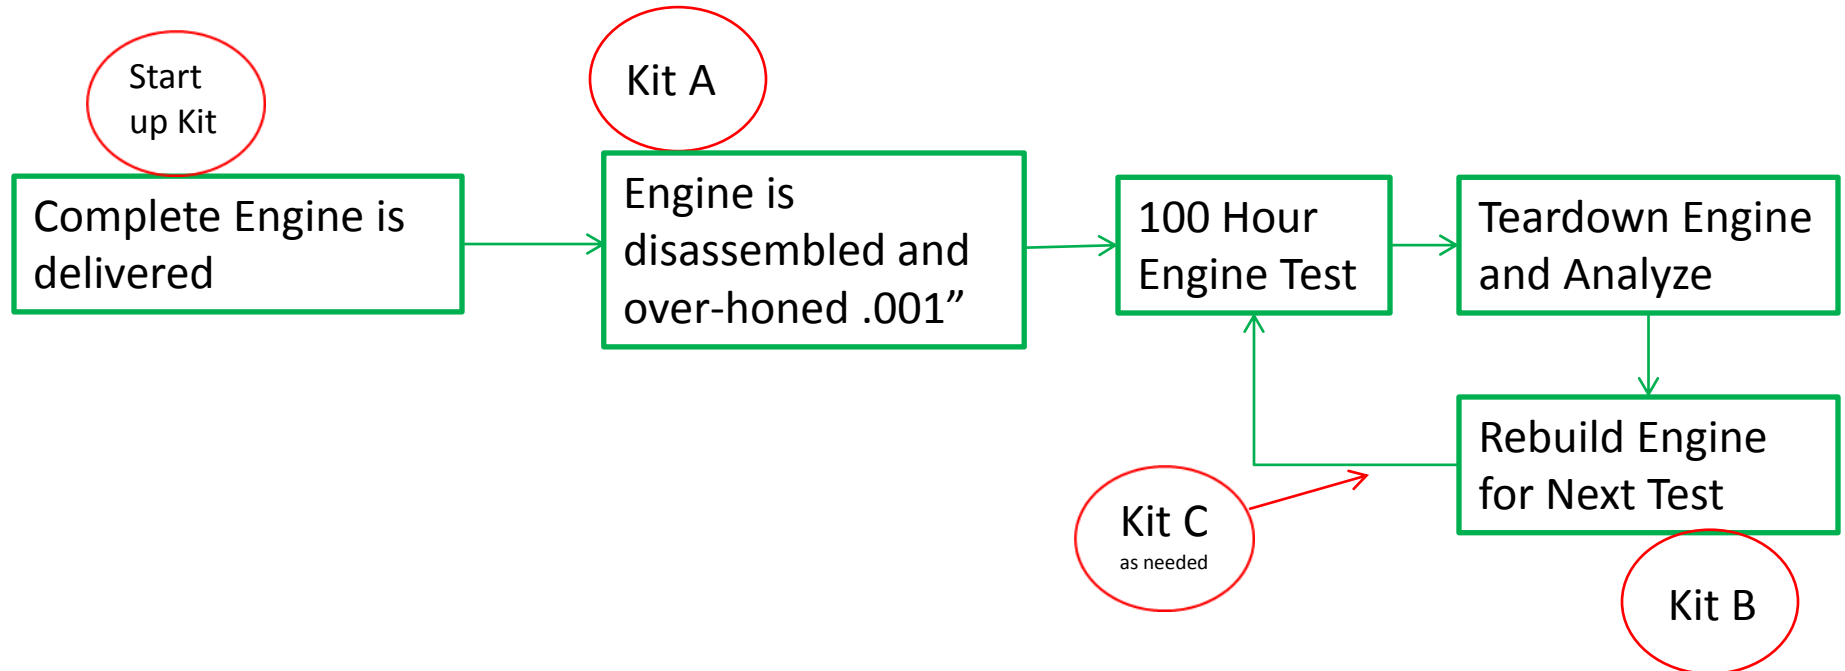 Start
up Kit
Kit A
Complete Engine is
delivered
Engine is
disassembled and
over-honed .001”
100 Hour
Engine Test
Teardown Engine
and Analyze
Rebuild Engine
for Next Test
Kit C
as needed
Kit B